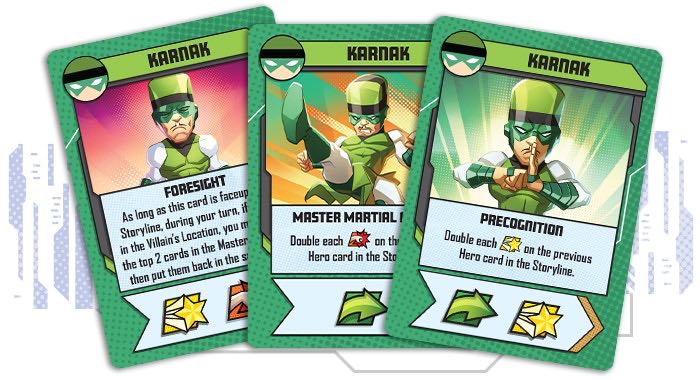 KARNAK
FORESIGHT
As long as this card is faceup
Storyline, during your turn,
in the Villain's Location, you
the top 2 cards in the Master
then put them back in the
KARNAK
MASTER MARTIAL
Double each on the
Hero card in the
KARNAK
PRECOGNITION
Double each on the previous
Hero card in the Storyline.